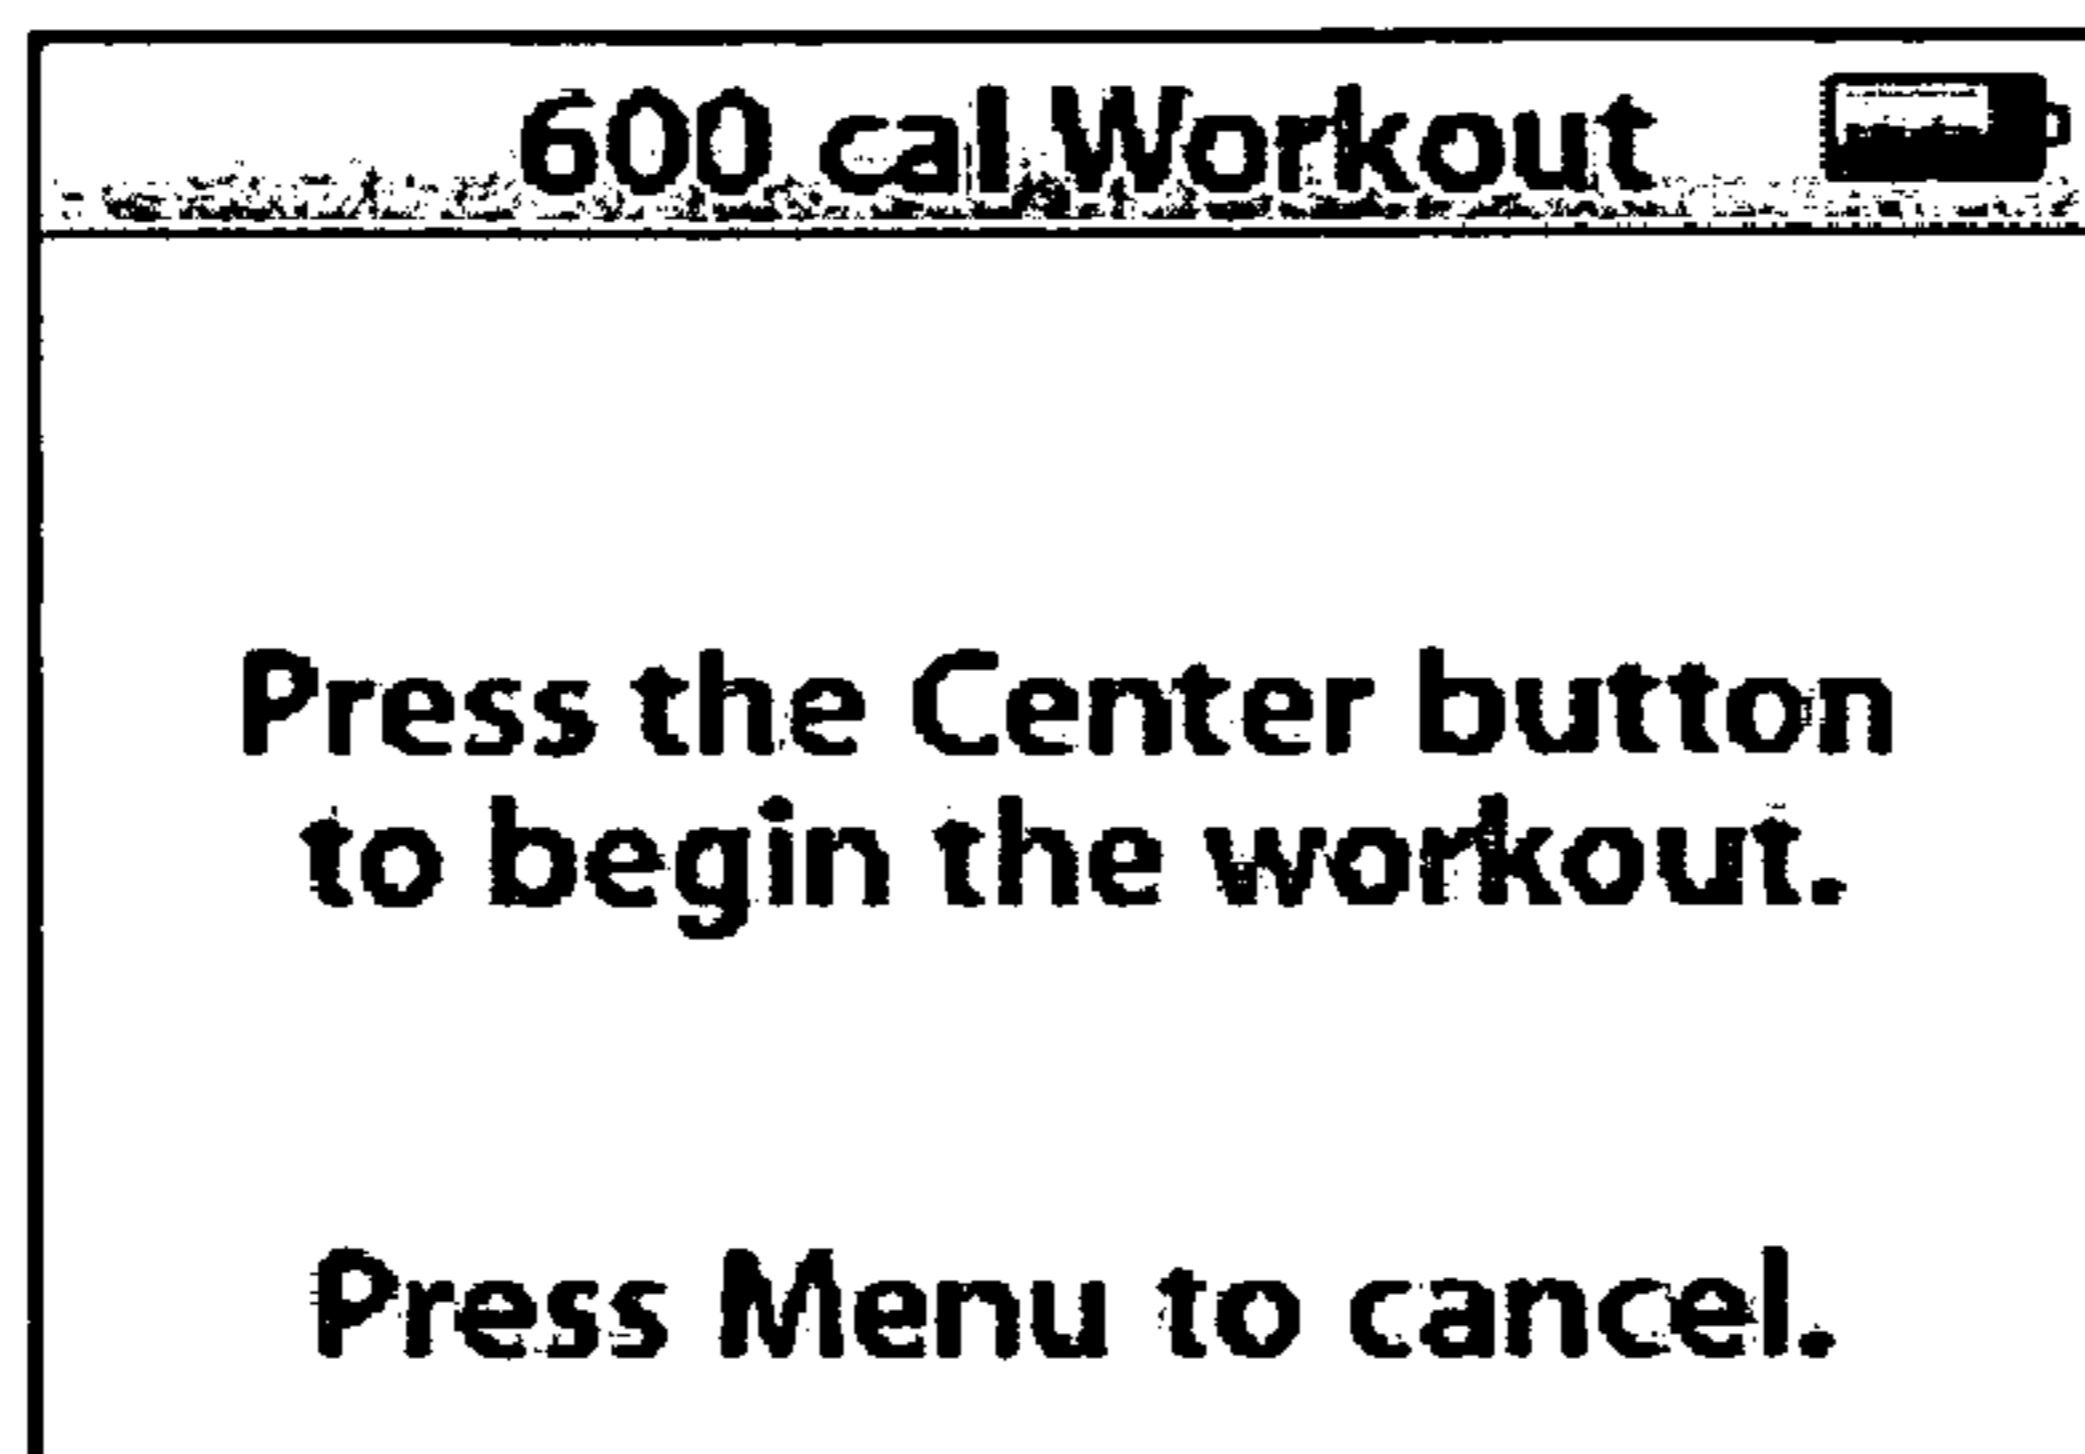 600 cal Workout
Press the Center button
to begin the workout.
Press Menu to cancel.